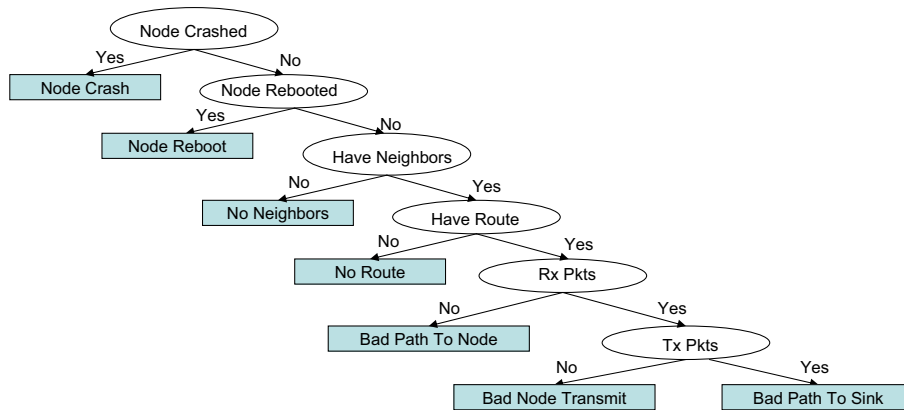 Node Crashed
Yes
No
Node Crash
Node Rebooted
Yes
No
Node Reboot
Have Neighbors
No
Yes
No Neighbors
Have Route
No
Yes
No Route
Rx Pkts
No
Yes
Bad Path To Node
Tx Pkts
No
Yes
Bad Node Transmit
Bad Path To Sink